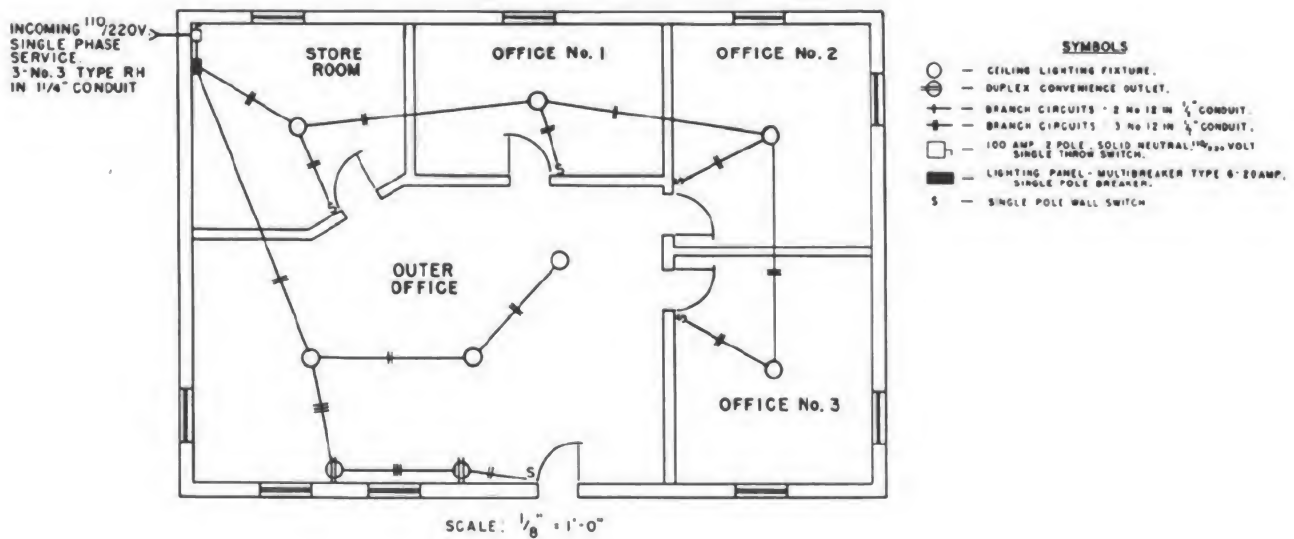 INCOMING 110/220V
SINGLE PHASE
SERVICE.
3-No.3 TYPE RH
IN 1 1/4" CONDUIT
STORE
ROOM
OFFICE No. 1
OFFICE No. 2
OUTER
OFFICE
OFFICE No. 3
S
S
S
S
S
SCALE: 1/8" = 1'-0"
SYMBOLS
— CEILING LIGHTING FIXTURE.
— DUPLEX CONVENIENCE OUTLET.
— BRANCH CIRCUITS - 2 No 12 IN 1/2" CONDUIT.
— BRANCH CIRCUITS 3 No 12 IN 1/2" CONDUIT.
— 100 AMP. 2 POLE, SOLID NEUTRAL, 110/220 VOLT
SINGLE THROW SWITCH.
— LIGHTING PANEL - MULTIBREAKER TYPE 6-20AMP.
SINGLE POLE BREAKER.
S — SINGLE POLE WALL SWITCH